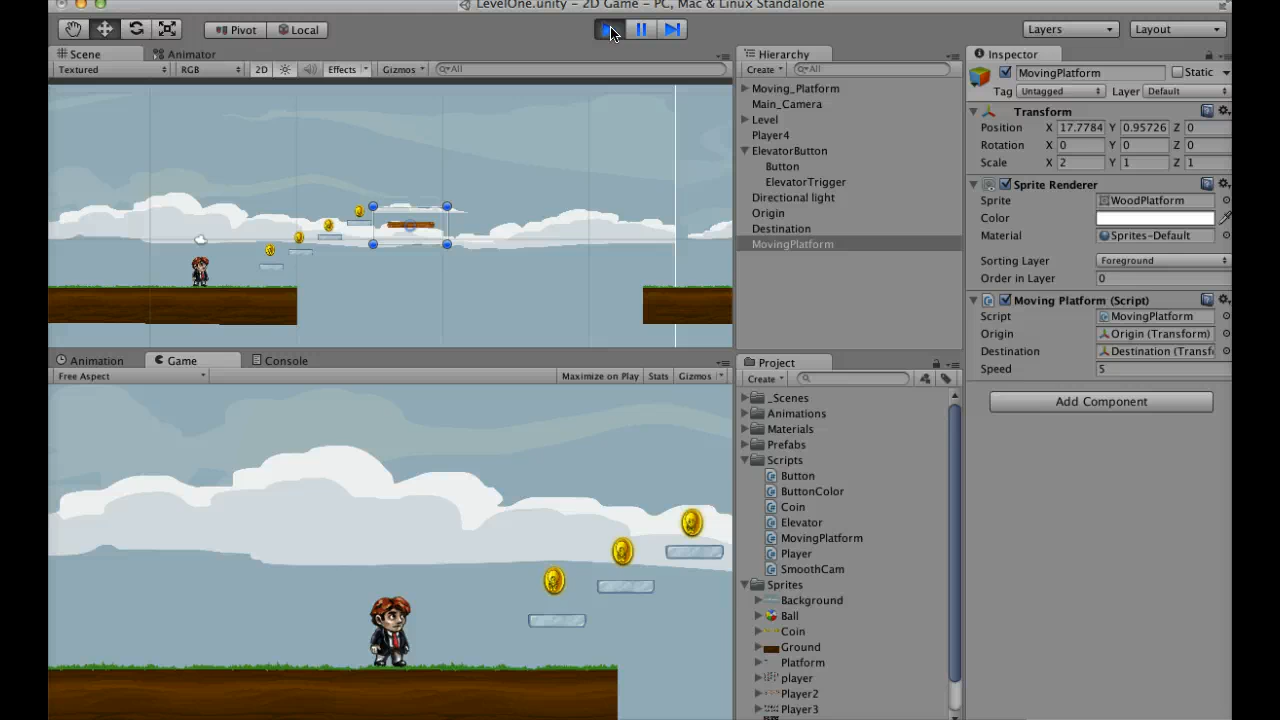 LevelOne.unity - 2D Game - PC, Mac & Linux Standalone
Pivot Local Layers Layout
Scene Animator
Textured RGB 2D Effects Gizmos All
Animation Game Console
Free Aspect Maximize on Play Stats Gizmos
Hierarchy
Create All
Moving_Platform
Main_Camera
Level
Player4
ElevatorButton
Button
ElevatorTrigger
Directional light
Origin
Destination
MovingPlatform
Project
Create
_Scenes
Animations
Materials
Prefabs
Scripts
Button
ButtonColor
Coin
Elevator
MovingPlatform
Player
SmoothCam
Sprites
Background
Ball
Coin
Ground
Platform
player
Player2
Player3
Inspector
MovingPlatform Static
Tag Untagged Layer Default
Transform
Position X 17.7784 Y 0.95726 Z 0
Rotation X 0 Y 0 Z 0
Scale X 2 Y 1 Z 1
Sprite Renderer
Sprite WoodPlatform
Color
Material Sprites-Default
Sorting Layer Foreground
Order in Layer 0
Moving Platform (Script)
Script MovingPlatform
Origin Origin (Transform)
Destination Destination (Transf
Speed 5
Add Component